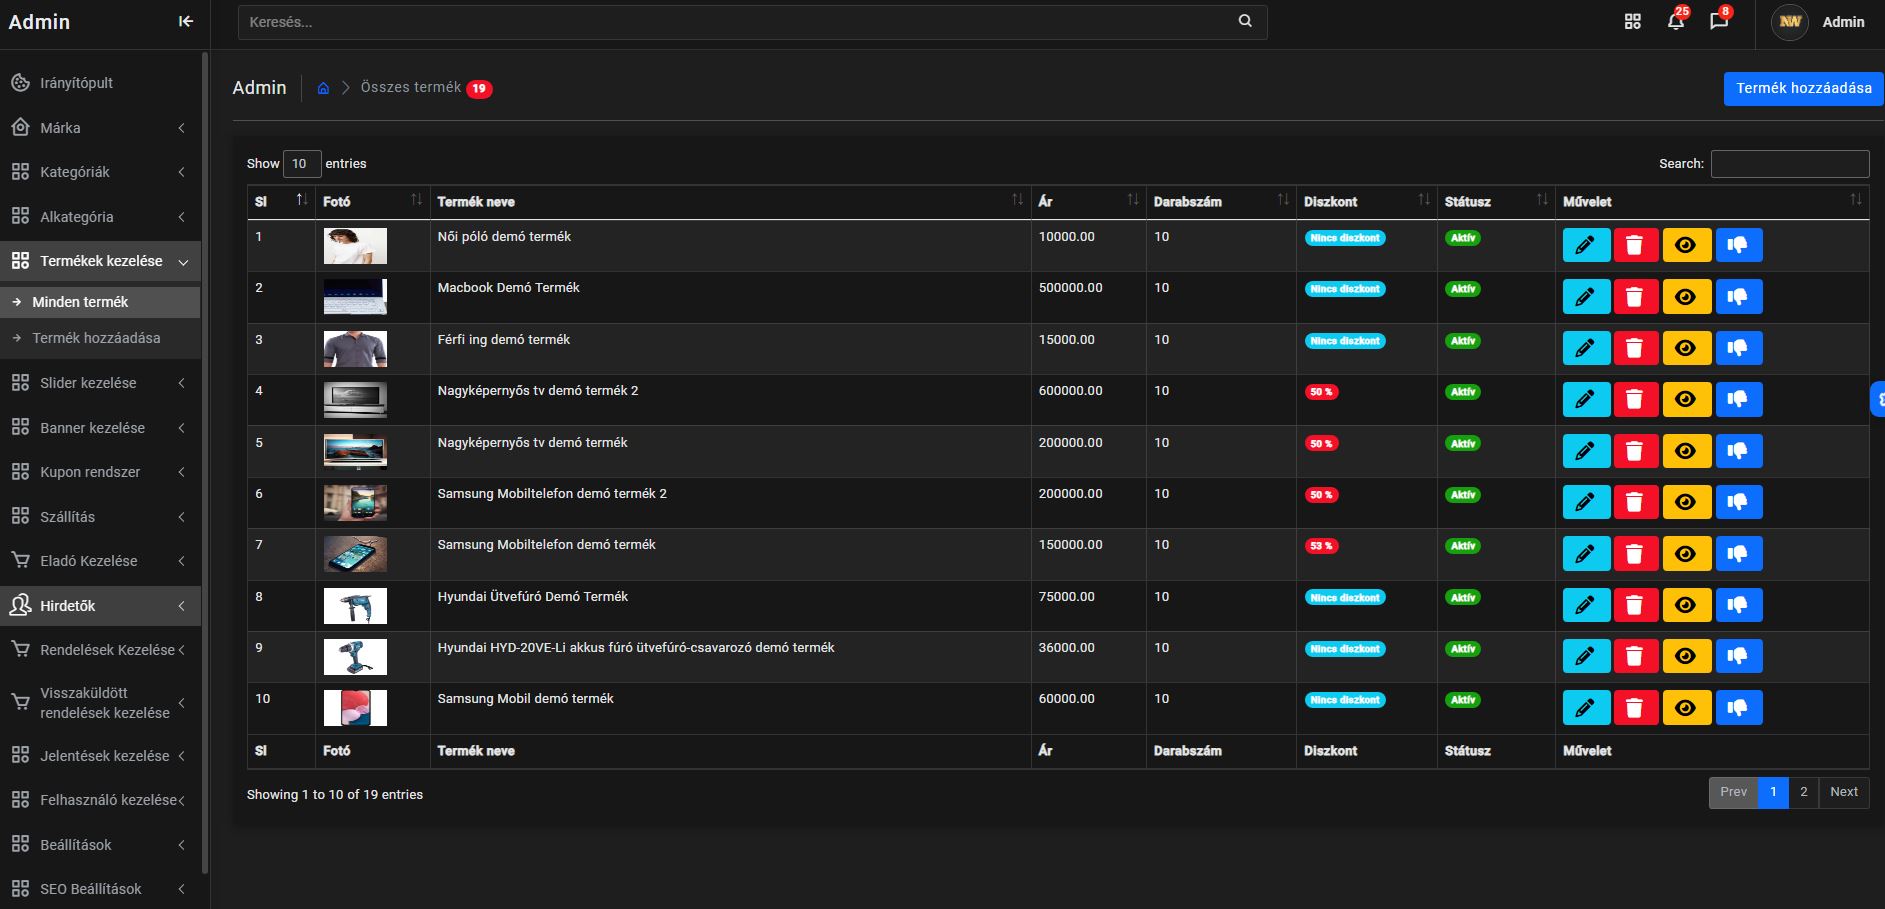 Admin
Keresés...
25
8
NW
Admin
Irányítópult
Márka
Kategóriák
Alkategória
Termékek kezelése
Minden termék
Termék hozzáadása
Slider kezelése
Banner kezelése
Kupon rendszer
Szállítás
Eladó Kezelése
Hirdetők
Rendelések Kezelése
Visszaküldött
rendelések kezelése
Jelentések kezelése
Felhasználó kezelése
Beállítások
SEO Beállítások
Admin Összes termék 19
Termék hozzáadása
Show 10 entries
Search:
Sl Fotó Termék neve Ár Darabszám Diszkont Státusz Művelet
1 Női póló demó termék 10000.00 10 Nincs diszkont Aktív
2 Macbook Demó Termék 500000.00 10 Nincs diszkont Aktív
3 Férfi ing demó termék 15000.00 10 Nincs diszkont Aktív
4 Nagyképernyős tv demó termék 2 600000.00 10 50 % Aktív
5 Nagyképernyős tv demó termék 200000.00 10 50 % Aktív
6 Samsung Mobiltelefon demó termék 2 200000.00 10 50 % Aktív
7 Samsung Mobiltelefon demó termék 150000.00 10 53 % Aktív
8 Hyundai Ütvefúró Demó Termék 75000.00 10 Nincs diszkont Aktív
9 Hyundai HYD-20VE-Li akkus fúró ütvefúró-csavarozó demó termék 36000.00 10 Nincs diszkont Aktív
10 Samsung Mobil demó termék 60000.00 10 Nincs diszkont Aktív
Sl Fotó Termék neve Ár Darabszám Diszkont Státusz Művelet
Showing 1 to 10 of 19 entries
Prev 1 2 Next